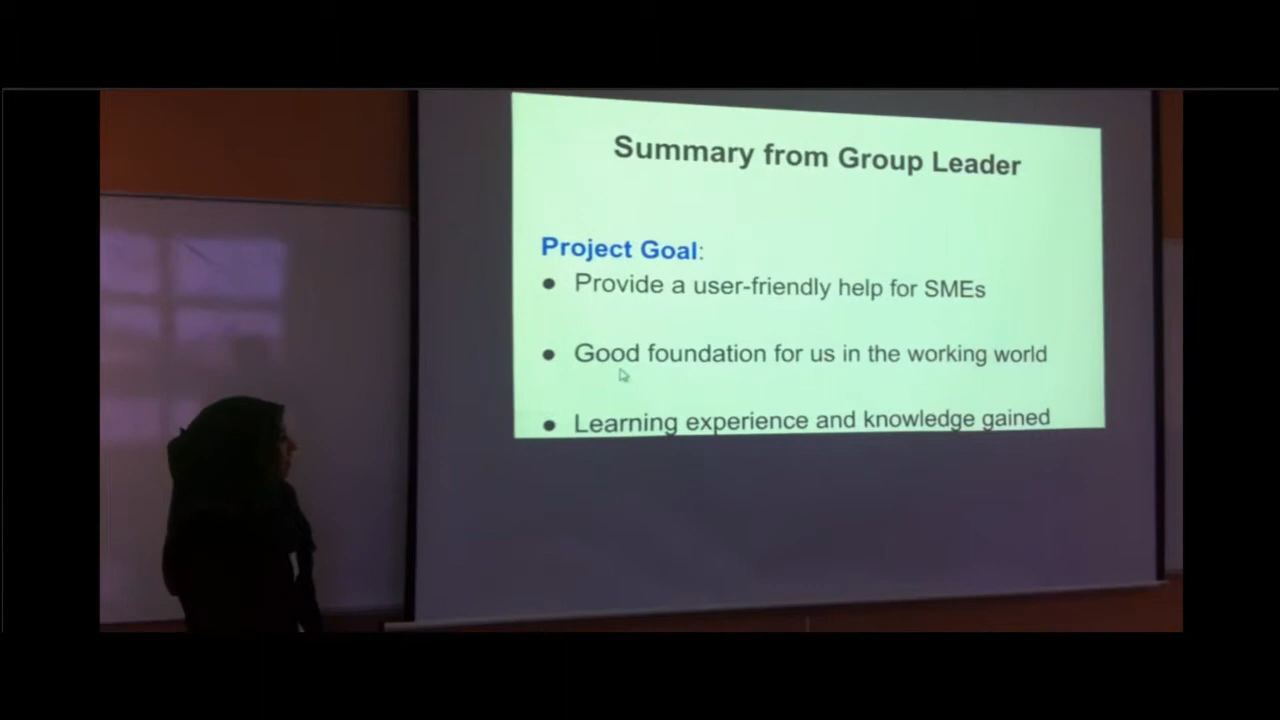 Summary from Group Leader
Project Goal:
● Provide a user-friendly help for SMEs
● Good foundation for us in the working world
● Learning experience and knowledge gained